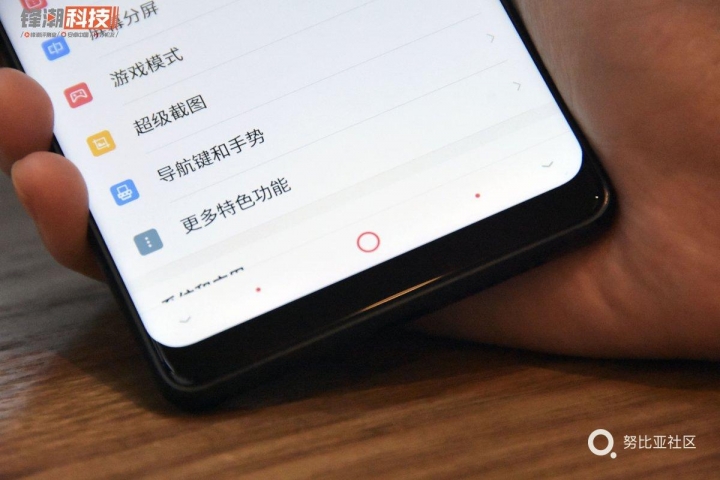 锋潮科技
分屏
游戏模式
超级截图
导航键和手势
更多特色功能
努比亚社区